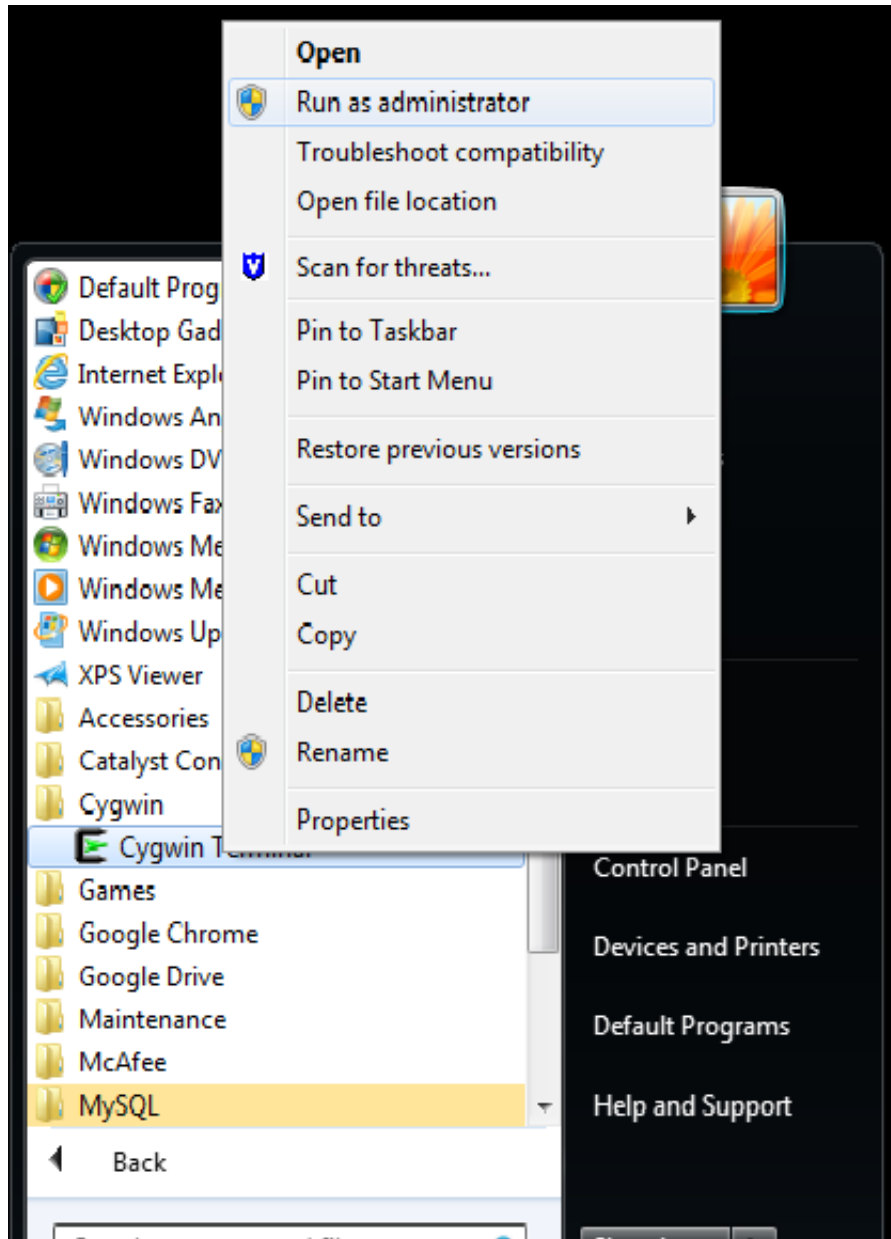 Open
Run as administrator
Troubleshoot compatibility
Open file location
Scan for threats...
Pin to Taskbar
Pin to Start Menu
Restore previous versions
Send to
Cut
Copy
Delete
Rename
Properties
Default Prog
Desktop Gad
Internet Expl
Windows An
Windows DV
Windows Fax
Windows Me
Windows Me
Windows Up
XPS Viewer
Accessories
Catalyst Con
Cygwin
Cygwin Terminal
Games
Google Chrome
Google Drive
Maintenance
McAfee
MySQL
Back
Control Panel
Devices and Printers
Default Programs
Help and Support